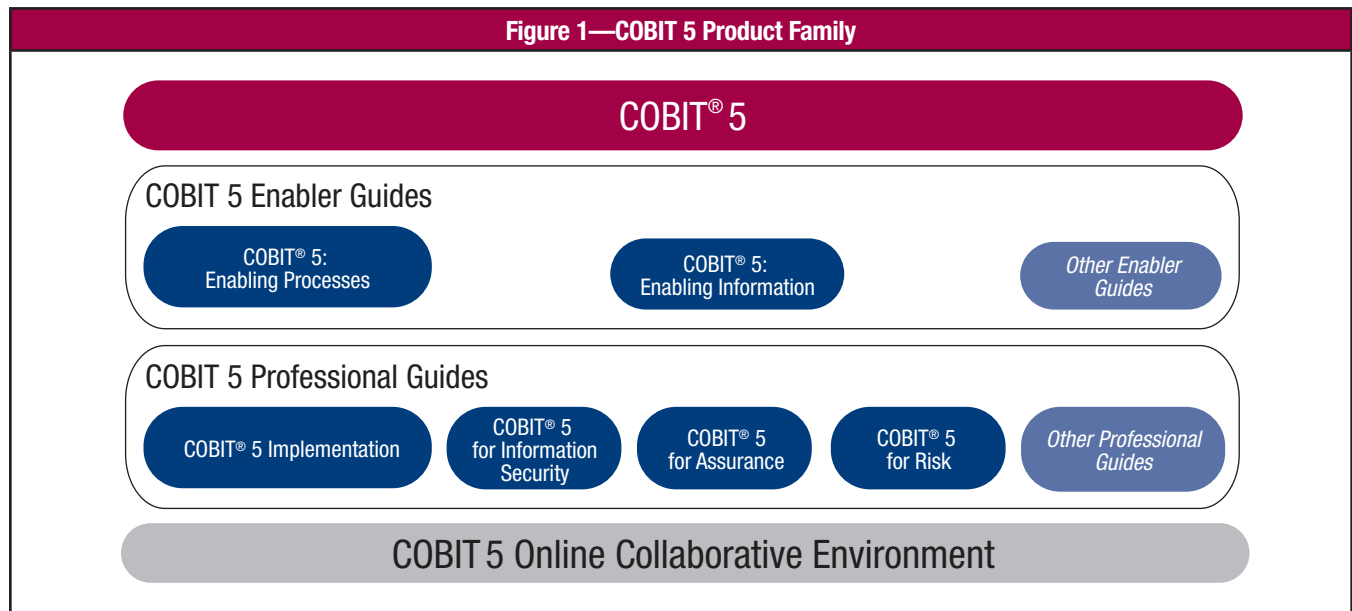 Figure 1—COBIT 5 Product Family
COBIT® 5
COBIT 5 Enabler Guides
COBIT® 5:
Enabling Processes
COBIT® 5:
Enabling Information
Other Enabler
Guides
COBIT 5 Professional Guides
COBIT® 5 Implementation
COBIT® 5
for Information
Security
COBIT® 5
for Assurance
COBIT® 5
for Risk
Other Professional
Guides
COBIT 5 Online Collaborative Environment